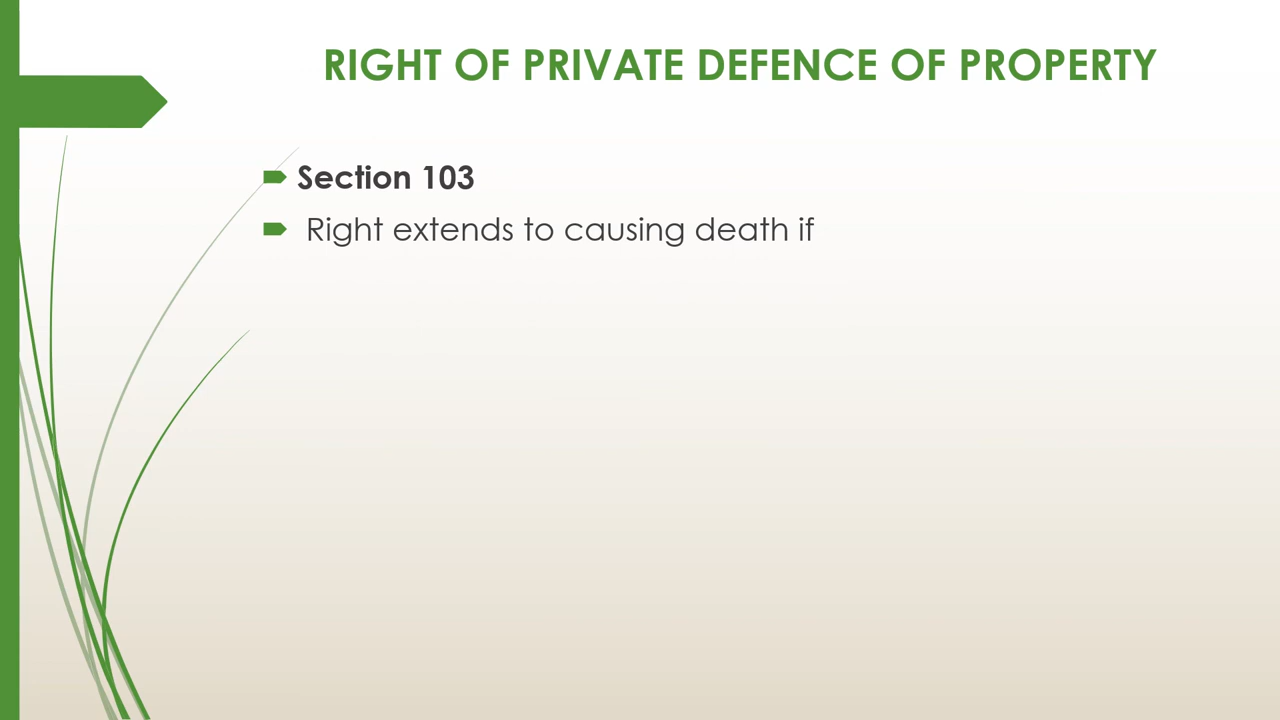 RIGHT OF PRIVATE DEFENCE OF PROPERTY
Section 103
Right extends to causing death if